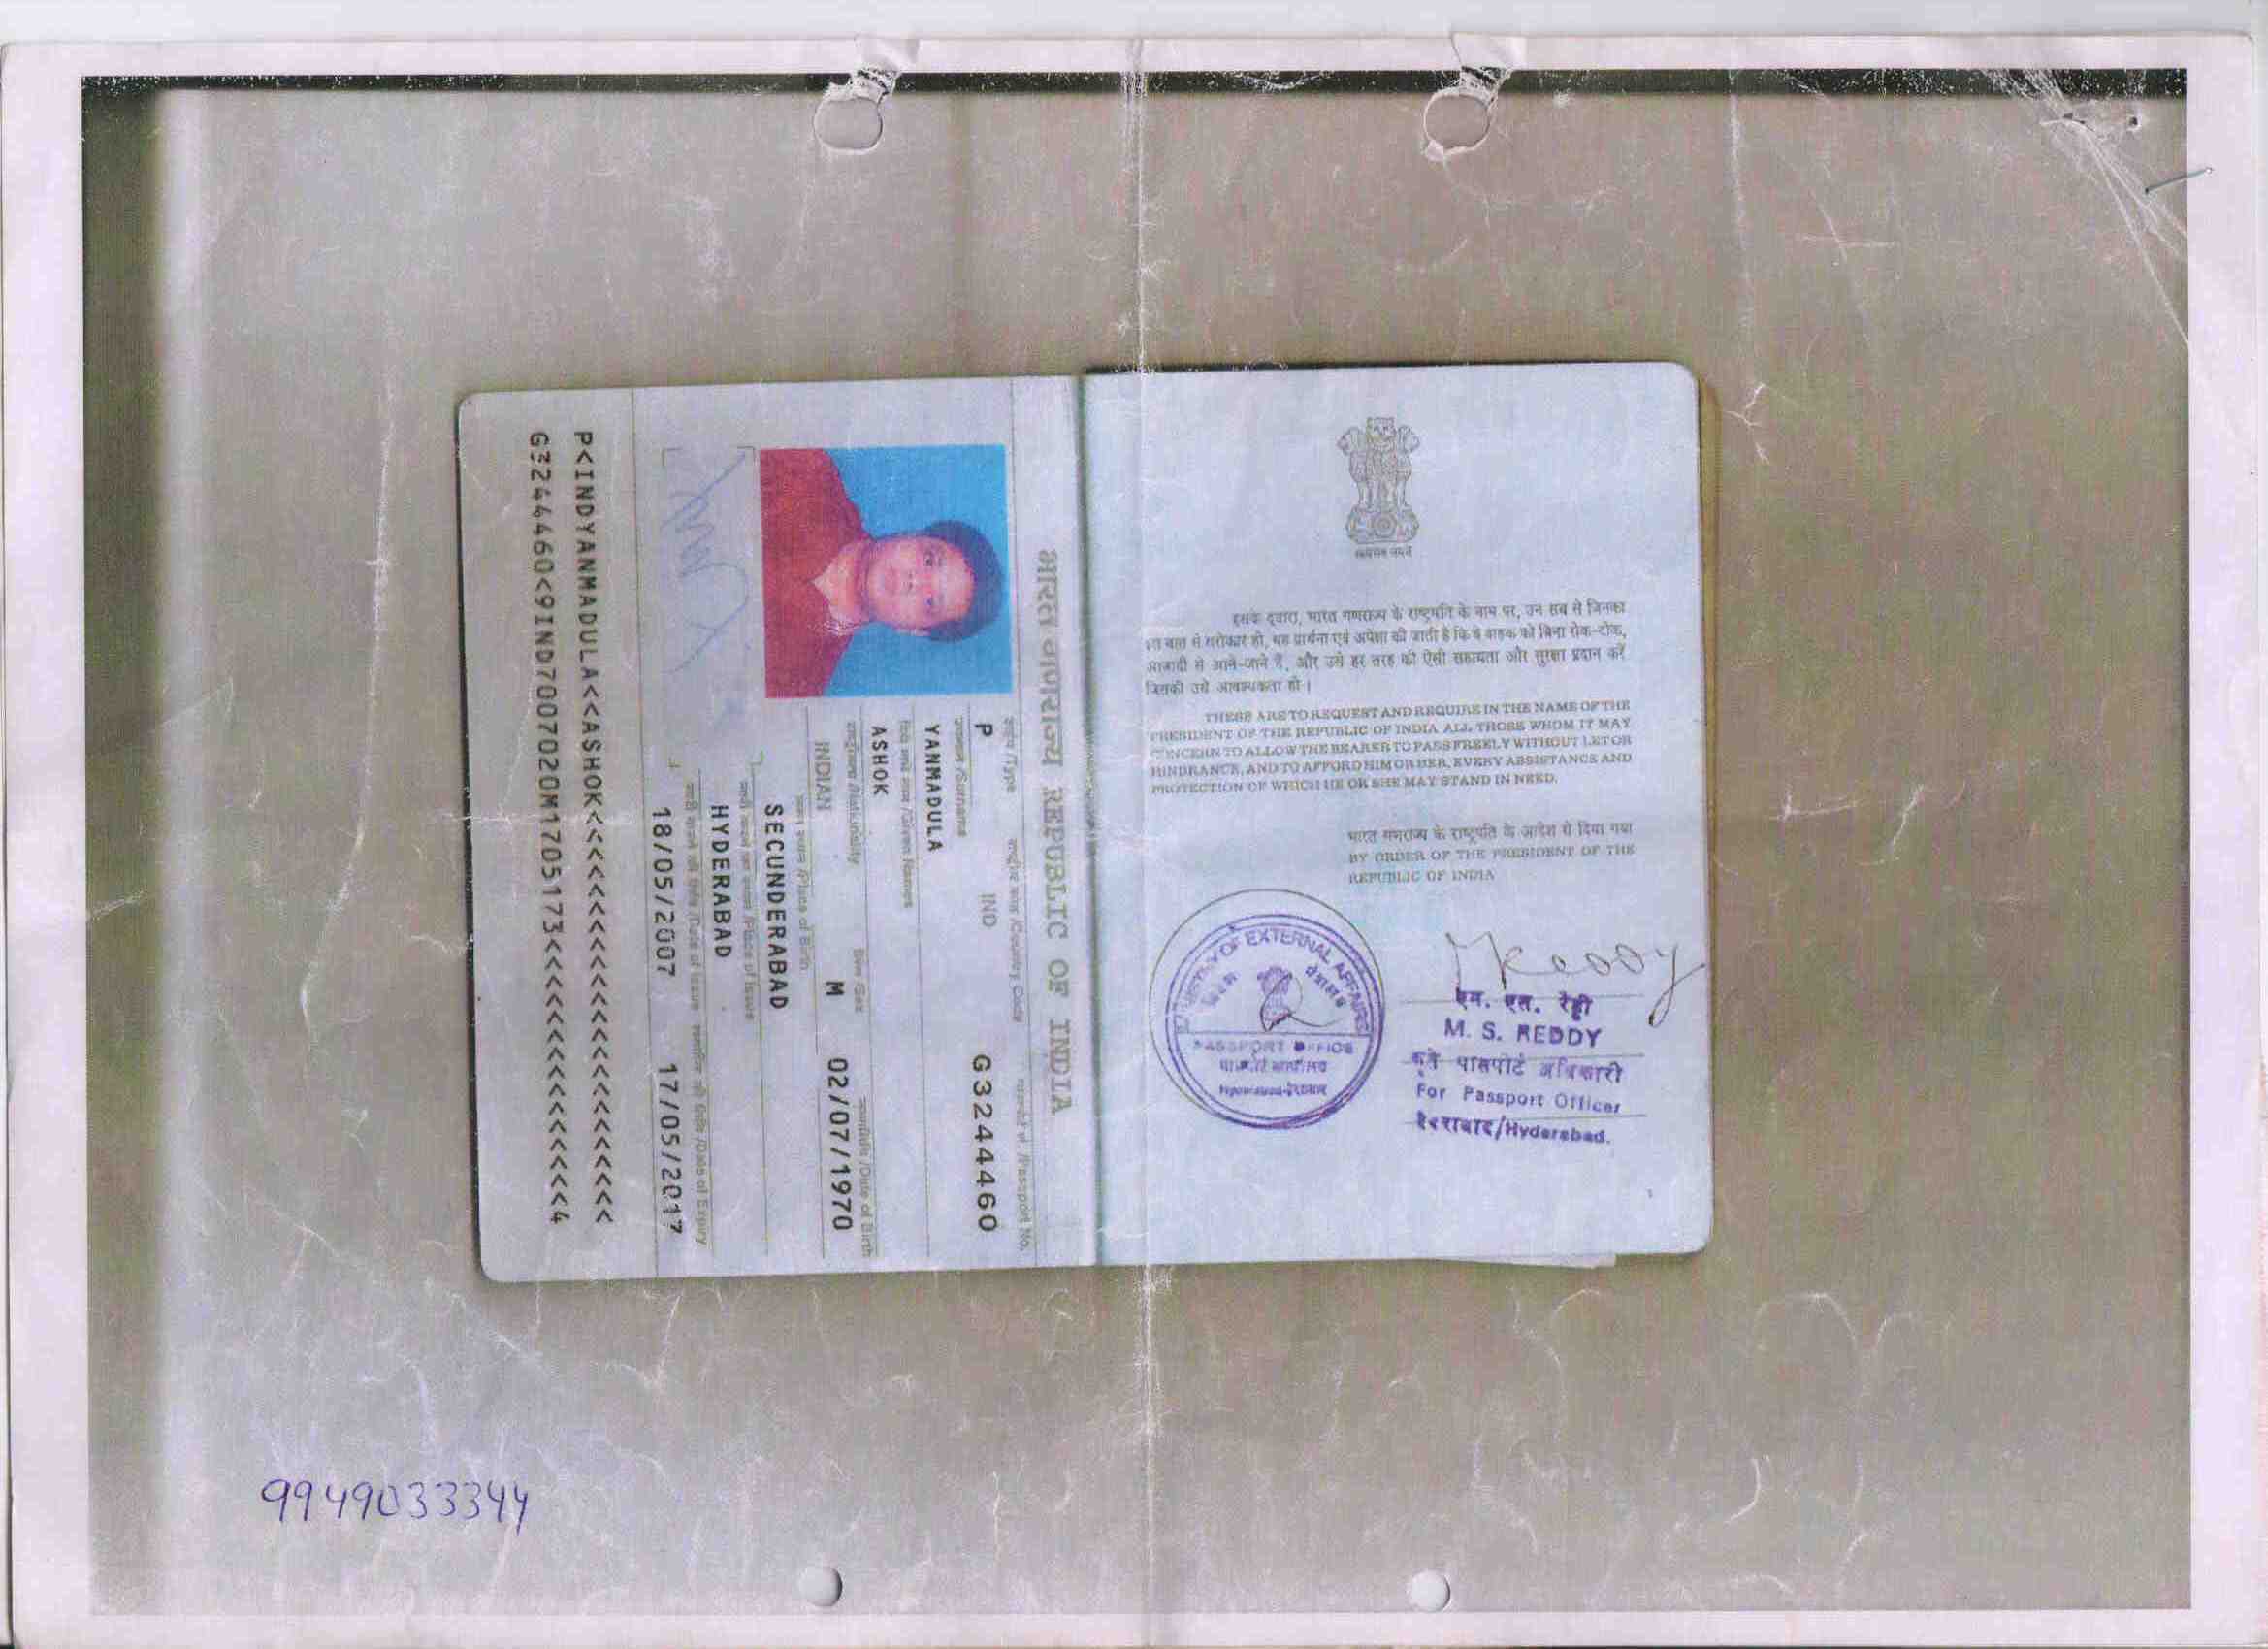 सत्यमेव जयते
इसके द्वारा, भारत गणराज्य के राष्ट्रपति के नाम पर, उन सब से जिनका
इस बात से सरोकार हो, यह प्रार्थना एवं अपेक्षा की जाती है कि वे वाहक को बिना रोक-टोक,
आजादी से आने-जाने दें, और उसे हर तरह की ऐसी सहायता और सुरक्षा प्रदान करें
जिसकी उसे आवश्यकता हो।
THESE ARE TO REQUEST AND REQUIRE IN THE NAME OF THE
PRESIDENT OF THE REPUBLIC OF INDIA ALL THOSE WHOM IT MAY
CONCERN TO ALLOW THE BEARER TO PASS FREELY WITHOUT LET OR
HINDRANCE, AND TO AFFORD HIM OR HER, EVERY ASSISTANCE AND
PROTECTION OF WHICH HE OR SHE MAY STAND IN NEED.
भारत गणराज्य के राष्ट्रपति के आदेश से दिया गया
BY ORDER OF THE PRESIDENT OF THE
REPUBLIC OF INDIA
MINISTRY OF EXTERNAL AFFAIRS
PASSPORT OFFICE
Reddy
एम. एस. रेड्डी
M. S. REDDY
कृते पासपोर्ट अधिकारी
For Passport Officer
हैदराबाद/Hyderabad.
भारत गणराज्य REPUBLIC OF INDIA
टाईप /Type राष्ट्र कोड /Country Code पासपोर्ट नं. /Passport No.
P IND G3244460
उपनाम /Surname
YANMADULA
दिया गया नाम /Given Names
ASHOK
राष्ट्रीयता /Nationality लिंग /Sex जन्मतिथि /Date of Birth
INDIAN M 02/07/1970
जन्म स्थान /Place of Birth
SECUNDERABAD
जारी करने का स्थान /Place of Issue
HYDERABAD
जारी करने की तिथि /Date of Issue समाप्ति की तिथि /Date of Expiry
18/05/2007 17/05/2017
P<INDYANMADULA<<ASHOK<<<<<<<<<<<<<<<<<<<<<<<
G3244460<9IND7007020M1705173<<<<<<<<<<<<<<<4
9949033344